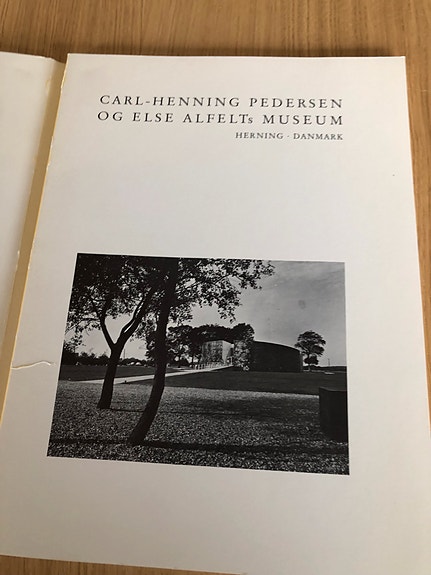 CARL-HENNING PEDERSEN
OG ELSE ALFELTs MUSEUM
HERNING · DANMARK